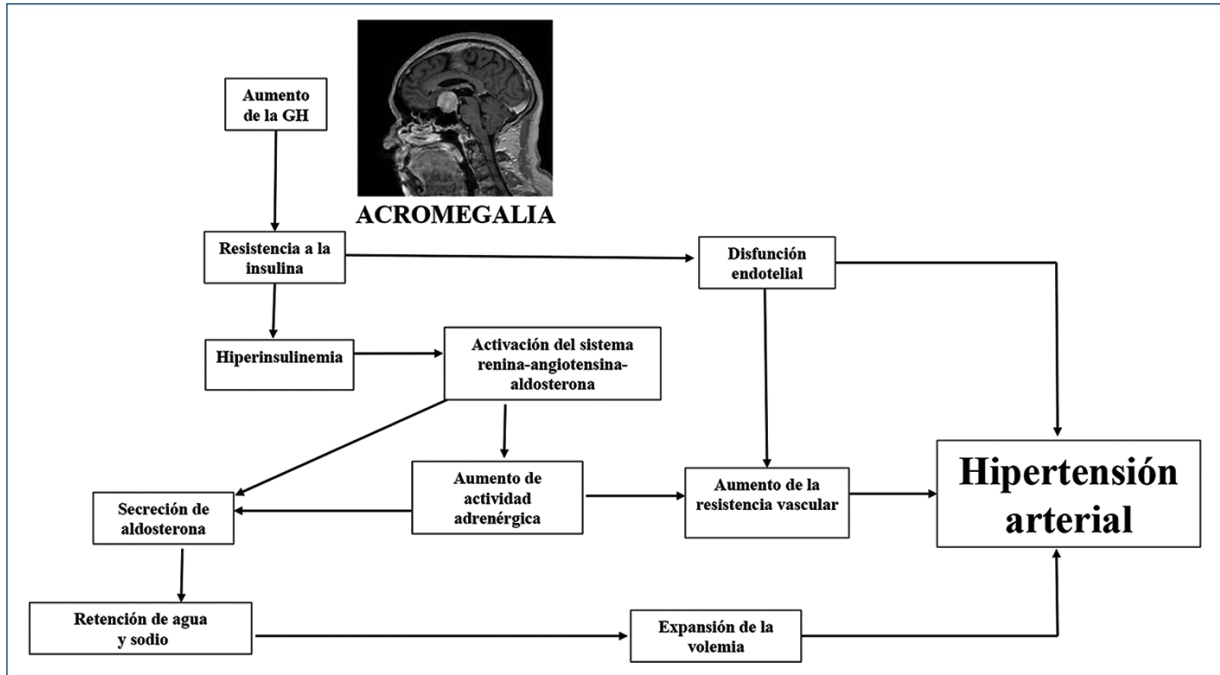 Aumento
de la GH
ACROMEGALIA
Resistencia a la
insulina
Disfunción
endotelial
Hiperinsulinemia
Activación del sistema
renina-angiotensina-
aldosterona
Aumento de
actividad
adrenérgica
Aumento de la
resistencia vascular
Hipertensión
arterial
Secreción de
aldosterona
Retención de agua
y sodio
Expansión de la
volemia